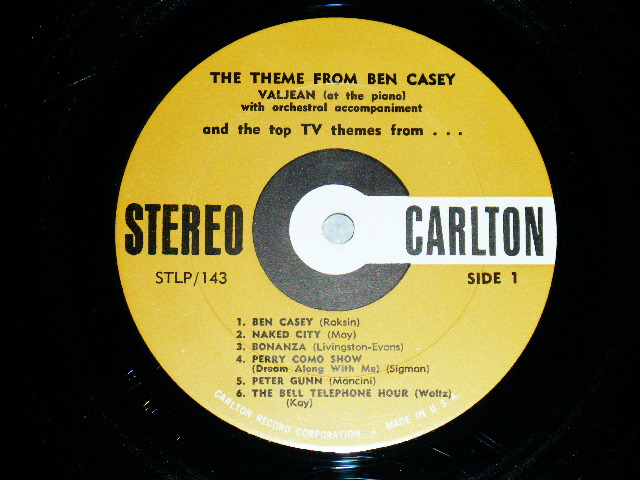 THE THEME FROM BEN CASEY
VALJEAN (at the piano)
with orchestral accompaniment
and the top TV themes from . . .
STEREO
CARLTON
STLP/143
SIDE 1
1. BEN CASEY (Raksin)
2. NAKED CITY (May)
3. BONANZA (Livingston-Evans)
4. PERRY COMO SHOW
(Dream Along With Me) (Sigman)
5. PETER GUNN (Mancini)
6. THE BELL TELEPHONE HOUR (Waltz)
(Kay)
CARLTON RECORD CORPORATION • MADE IN U.S.A.